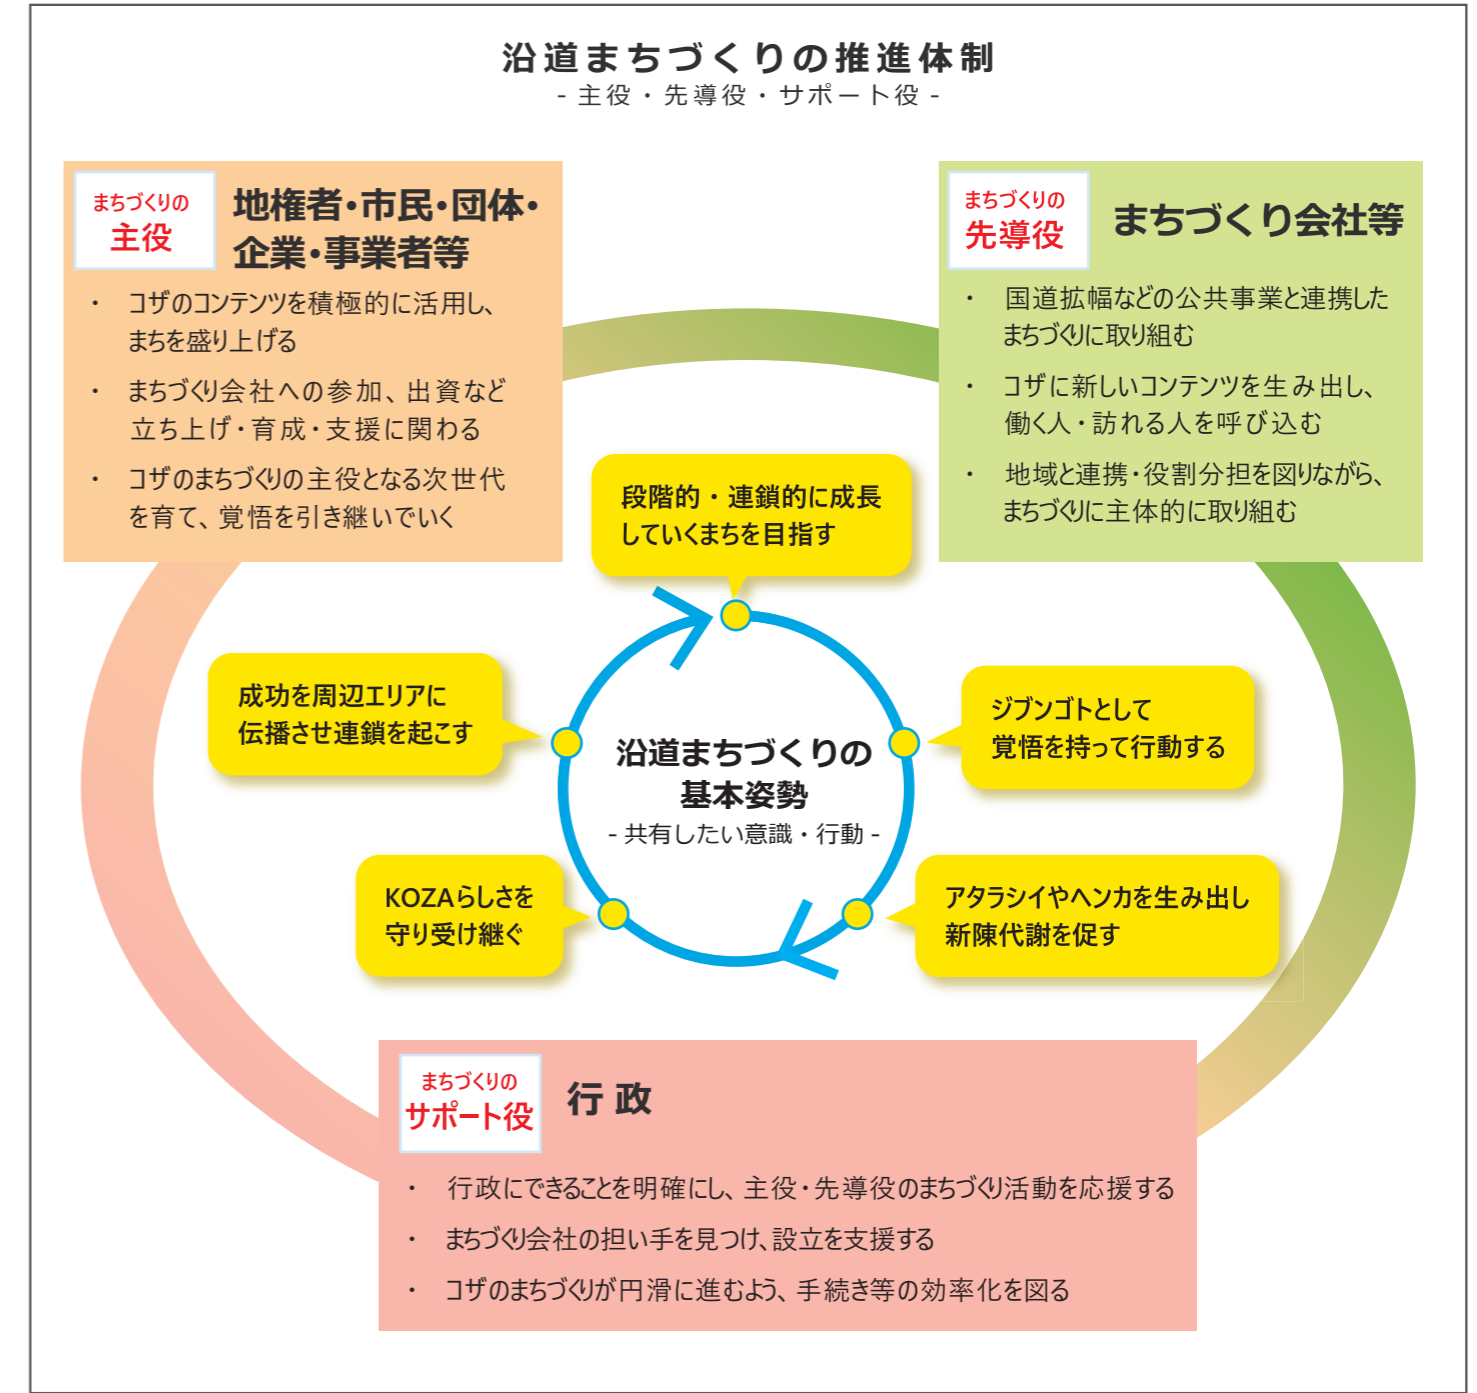 沿道まちづくりの推進体制
- 主役・先導役・サポート役 -
まちづくりの
主役
地権者・市民・団体・
企業・事業者等
・ コザのコンテンツを積極的に活用し、
まちを盛り上げる
・ まちづくり会社への参加、出資など
立ち上げ・育成・支援に関わる
・ コザのまちづくりの主役となる次世代
を育て、覚悟を引き継いでいく
まちづくりの
先導役
まちづくり会社等
・ 国道拡幅などの公共事業と連携した
まちづくりに取り組む
・ コザに新しいコンテンツを生み出し、
働く人・訪れる人を呼び込む
・ 地域と連携・役割分担を図りながら、
まちづくりに主体的に取り組む
段階的・連鎖的に成長
していくまちを目指す
成功を周辺エリアに
伝播させ連鎖を起こす
ジブンゴトとして
覚悟を持って行動する
沿道まちづくりの
基本姿勢
- 共有したい意識・行動 -
KOZAらしさを
守り受け継ぐ
アタラシイやヘンカを生み出し
新陳代謝を促す
まちづくりの
サポート役
行政
・ 行政にできることを明確にし、主役・先導役のまちづくり活動を応援する
・ まちづくり会社の担い手を見つけ、設立を支援する
・ コザのまちづくりが円滑に進むよう、手続き等の効率化を図る